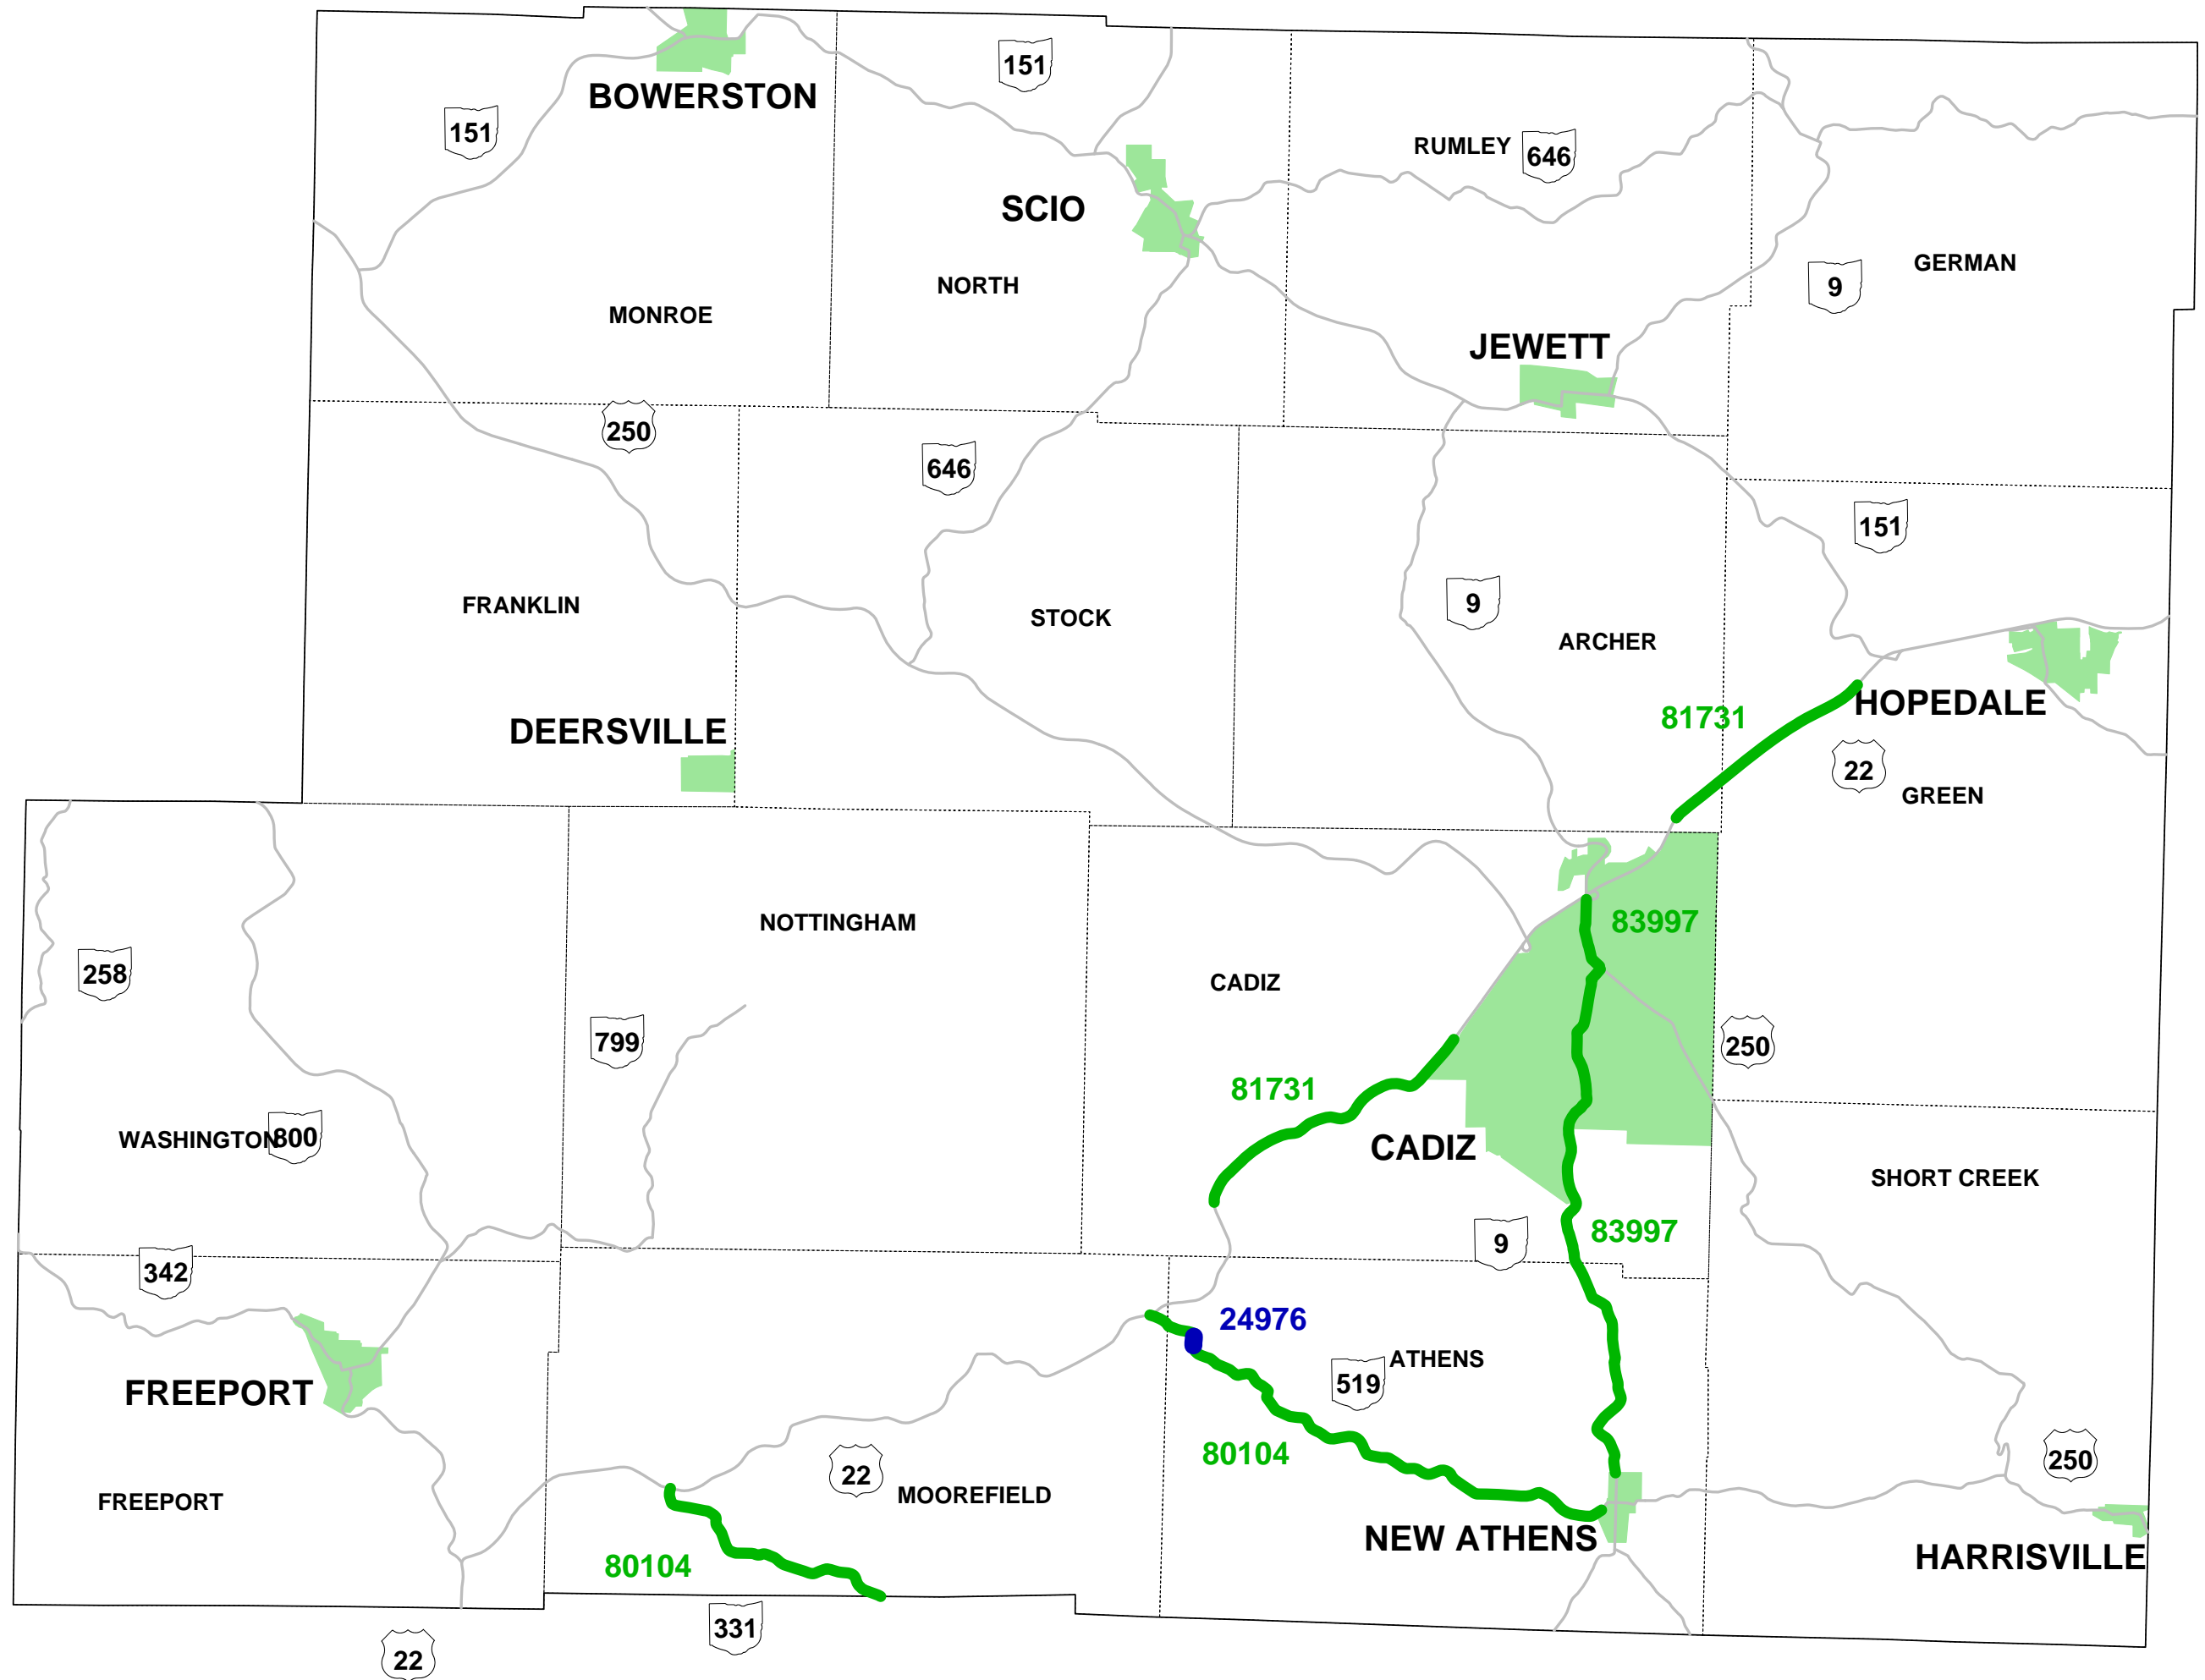 BOWERSTON
151
151
RUMLEY
646
SCIO
9
GERMAN
NORTH
MONROE
JEWETT
250
646
151
FRANKLIN
STOCK
9
ARCHER
81731
HOPEDALE
DEERSVILLE
22
GREEN
NOTTINGHAM
83997
258
CADIZ
799
250
81731
WASHINGTON
800
CADIZ
SHORT CREEK
83997
9
342
24976
ATHENS
519
FREEPORT
80104
250
22
MOOREFIELD
FREEPORT
NEW ATHENS
HARRISVILLE
80104
331
22